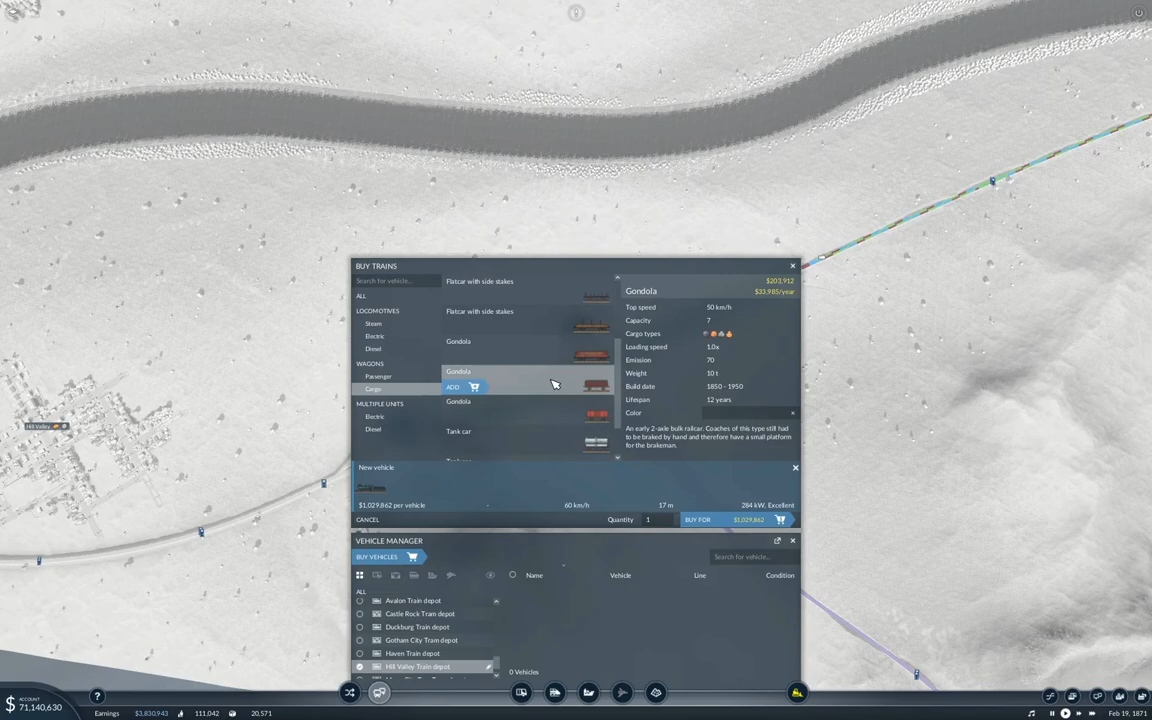 BUY TRAINS
Search for vehicle...
ALL
LOCOMOTIVES
Steam
Electric
Diesel
WAGONS
Passenger
Cargo
MULTIPLE UNITS
Electric
Diesel
Flatcar with side stakes
Flatcar with side stakes
Gondola
Gondola
ADD
Gondola
Tank car
$203,912
Gondola
$33,985/year
Top speed 50 km/h
Capacity 7
Cargo types
Loading speed 1.0x
Emission 70
Weight 10 t
Build date 1850 - 1950
Lifespan 12 years
Color
An early 2-axle bulk railcar. Coaches of this type still had
to be braked by hand and therefore have a small platform
for the brakeman.
New vehicle
$1,029,862 per vehicle - 60 km/h 17 m 284 kW, Excellent
CANCEL Quantity 1 BUY FOR $1,029,862
VEHICLE MANAGER
BUY VEHICLES Search for vehicle...
Name Vehicle Line Condition
ALL
Avalon Train depot
Castle Rock Tram depot
Duckburg Train depot
Gotham City Tram depot
Haven Train depot
Hill Valley Train depot
0 Vehicles
Hill Valley
$ ACCOUNT
71,140,630
?
Earnings $3,830,943 111,042 20,571
Feb 19, 1871